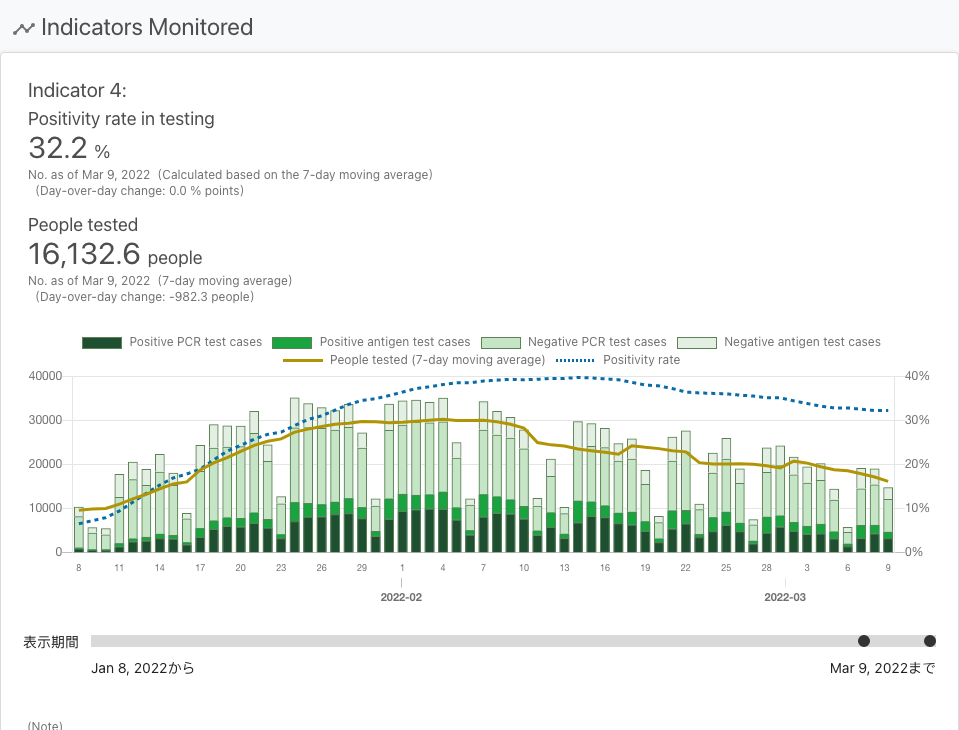 Indicators Monitored
Indicator 4:
Positivity rate in testing
32.2 %
No. as of Mar 9, 2022 (Calculated based on the 7-day moving average)
(Day-over-day change: 0.0 % points)
People tested
16,132.6 people
No. as of Mar 9, 2022 (7-day moving average)
(Day-over-day change: -982.3 people)
Positive PCR test cases Positive antigen test cases Negative PCR test cases Negative antigen test cases
People tested (7-day moving average) Positivity rate
40000 40%
30000 30%
20000 20%
10000 10%
0 0%
8 11 14 17 20 23 26 29 1 4 7 10 13 16 19 22 25 28 3 6 9
2022-02 2022-03
表示期間
Jan 8, 2022から Mar 9, 2022まで
(Note)